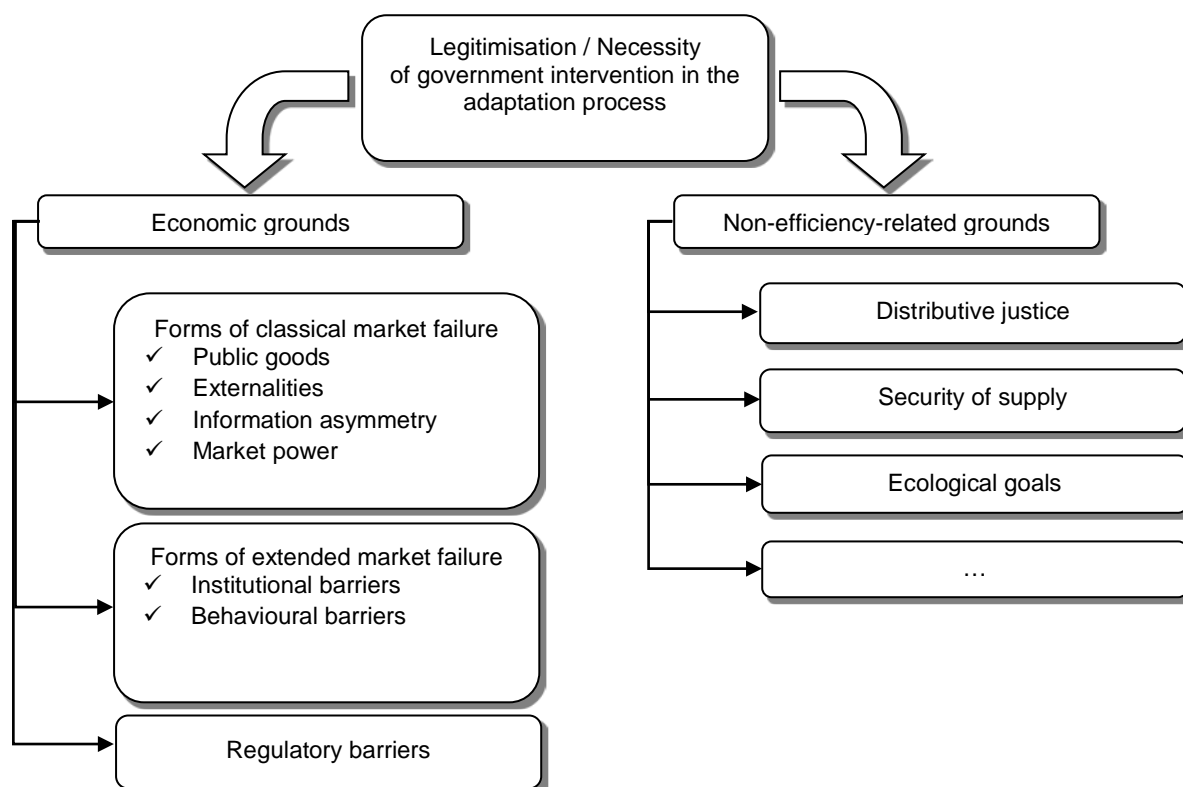 Legitimisation / Necessity
of government intervention in the
adaptation process
Economic grounds
Forms of classical market failure
✓ Public goods
✓ Externalities
✓ Information asymmetry
✓ Market power
Forms of extended market failure
✓ Institutional barriers
✓ Behavioural barriers
Regulatory barriers
Non-efficiency-related grounds
Distributive justice
Security of supply
Ecological goals
…